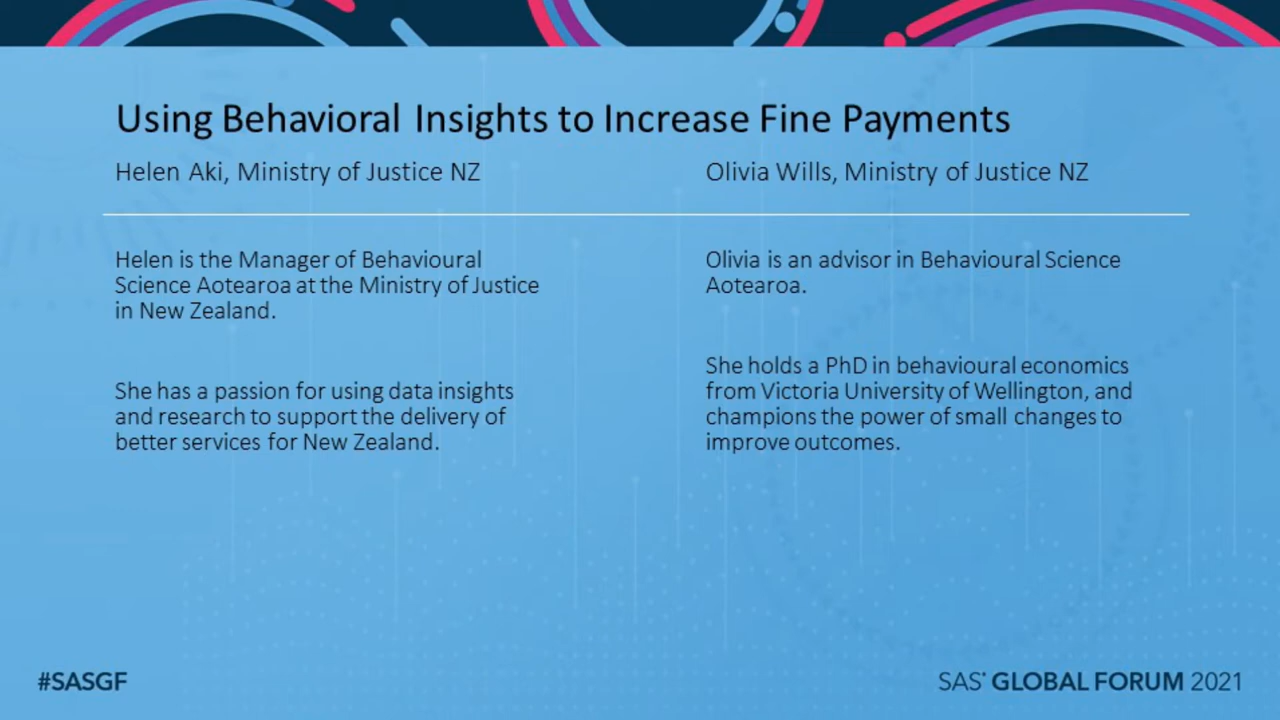 Using Behavioral Insights to Increase Fine Payments
Helen Aki, Ministry of Justice NZ
Olivia Wills, Ministry of Justice NZ
Helen is the Manager of Behavioural
Science Aotearoa at the Ministry of Justice
in New Zealand.
She has a passion for using data insights
and research to support the delivery of
better services for New Zealand.
Olivia is an advisor in Behavioural Science
Aotearoa.
She holds a PhD in behavioural economics
from Victoria University of Wellington, and
champions the power of small changes to
improve outcomes.
#SASGF
SAS® GLOBAL FORUM 2021